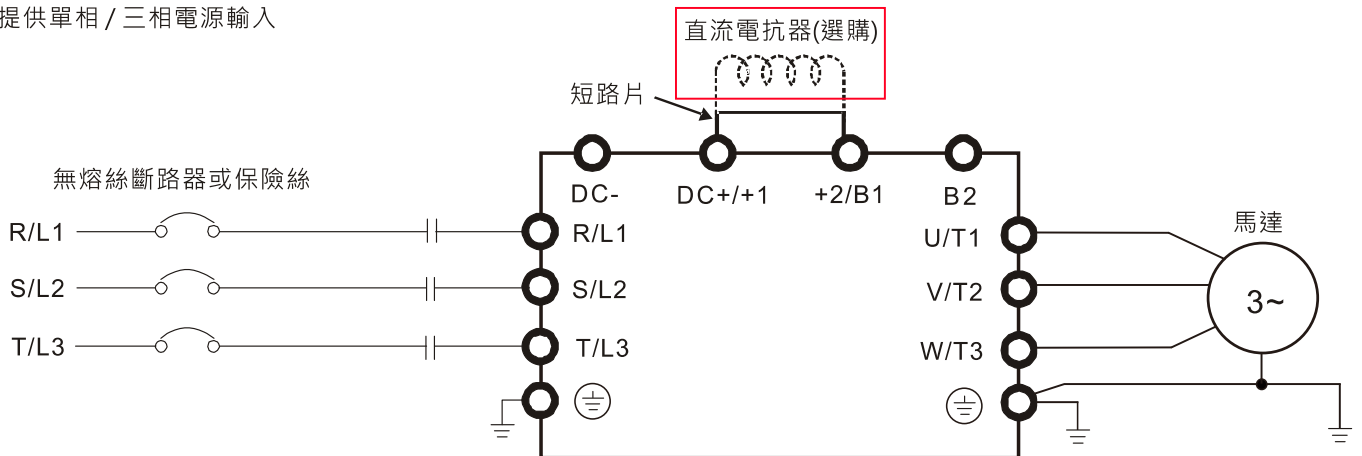 提供單相 / 三相電源輸入
直流電抗器(選購)
短路片
無熔絲斷路器或保險絲
DC- DC+/+1 +2/B1 B2
馬達
R/L1 R/L1 U/T1
S/L2 S/L2 V/T2
3~
T/L3 T/L3 W/T3